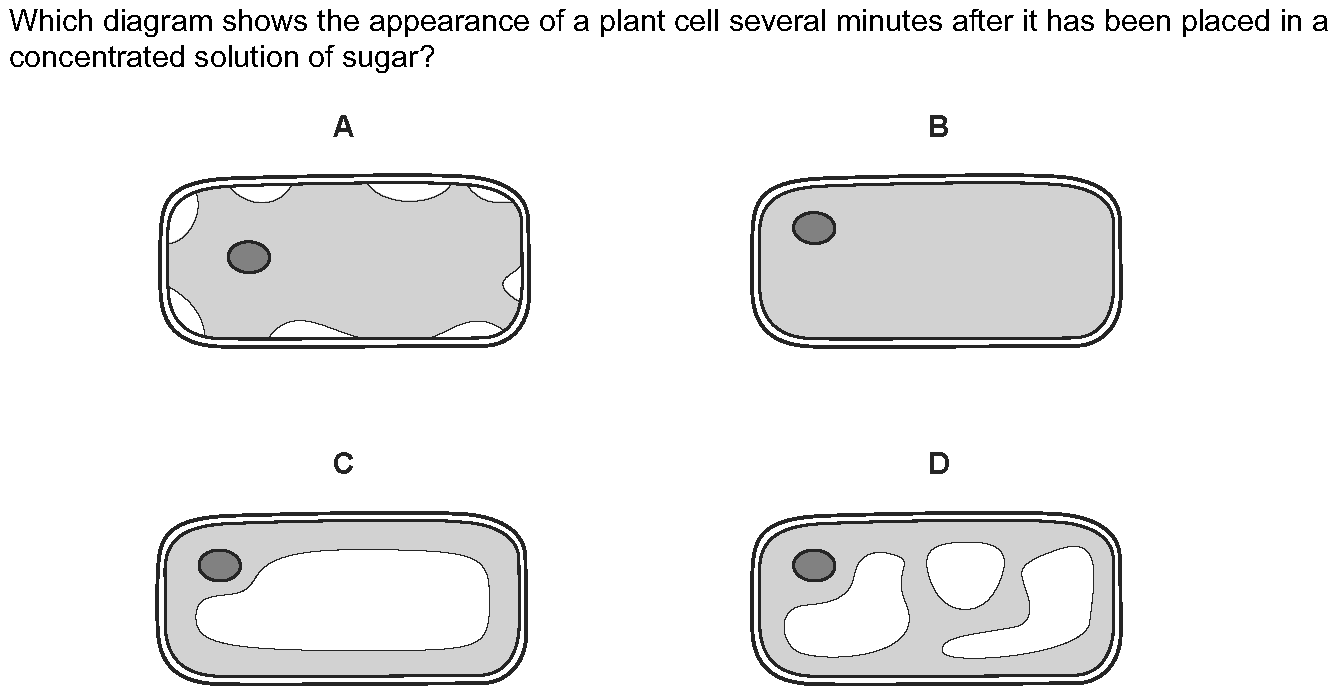 Which diagram shows the appearance of a plant cell several minutes after it has been placed in a
concentrated solution of sugar?
A
B
C
D